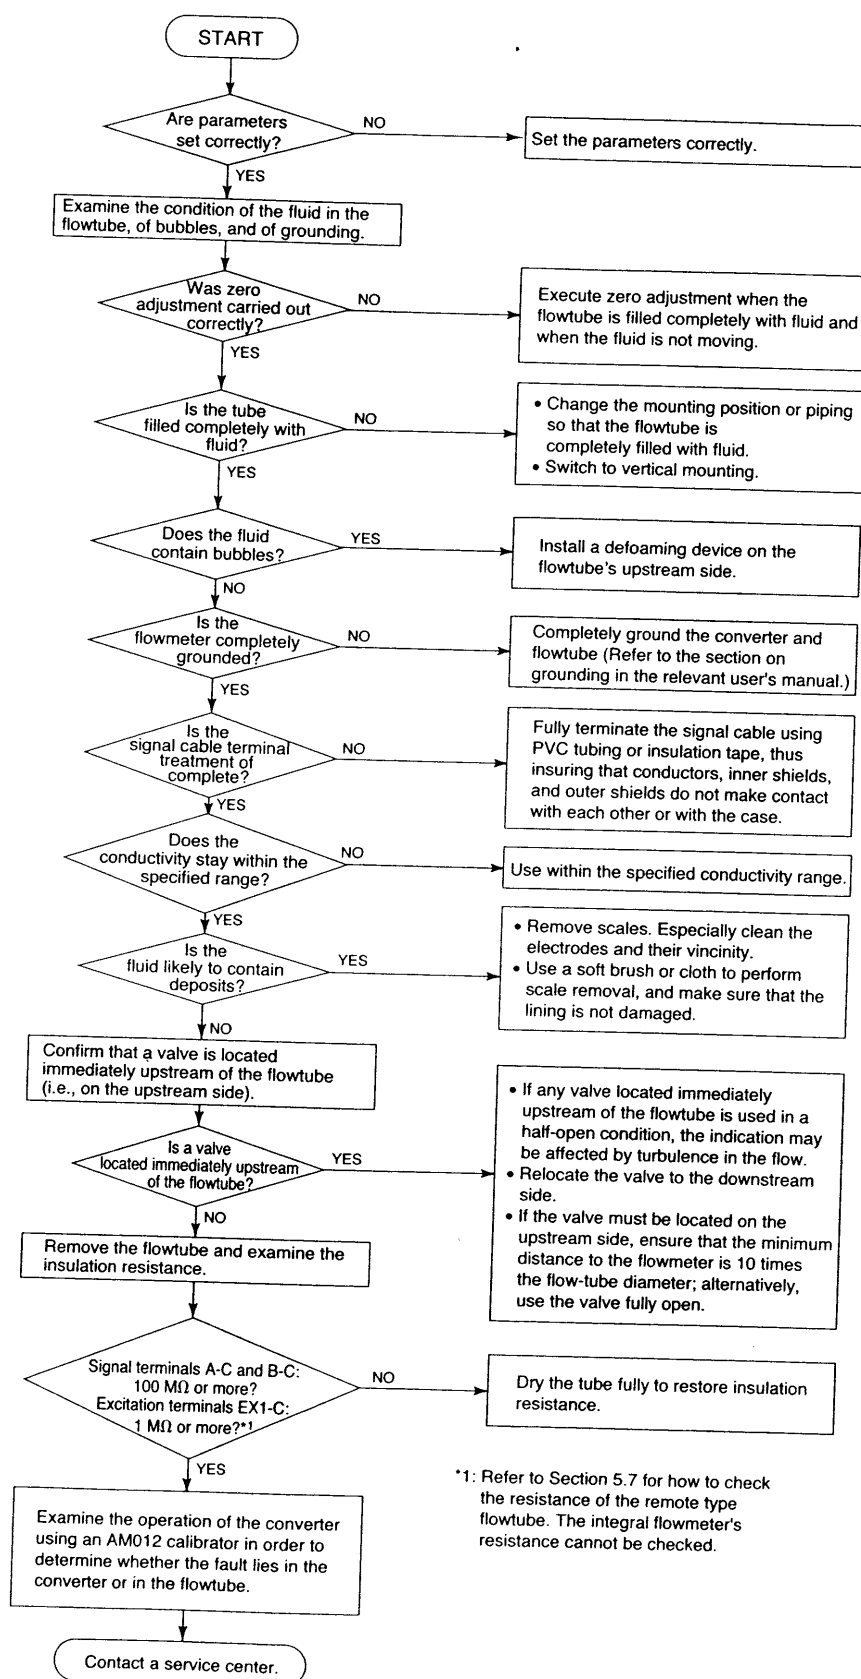 START
Are parameters
set correctly?
NO
Set the parameters correctly.
YES
Examine the condition of the fluid in the
flowtube, of bubbles, and of grounding.
Was zero
adjustment carried out
correctly?
NO
Execute zero adjustment when the
flowtube is filled completely with fluid and
when the fluid is not moving.
YES
Is the tube
filled completely with
fluid?
NO
• Change the mounting position or piping
so that the flowtube is
completely filled with fluid.
• Switch to vertical mounting.
YES
Does the fluid
contain bubbles?
YES
Install a defoaming device on the
flowtube's upstream side.
NO
Is the
flowmeter completely
grounded?
NO
Completely ground the converter and
flowtube (Refer to the section on
grounding in the relevant user's manual.)
YES
Is the
signal cable terminal
treatment of
complete?
NO
Fully terminate the signal cable using
PVC tubing or insulation tape, thus
insuring that conductors, inner shields,
and outer shields do not make contact
with each other or with the case.
YES
Does the
conductivity stay within the
specified range?
NO
Use within the specified conductivity range.
YES
Is the
fluid likely to contain
deposits?
YES
• Remove scales. Especially clean the
electrodes and their vincinity.
• Use a soft brush or cloth to perform
scale removal, and make sure that the
lining is not damaged.
NO
Confirm that a valve is located
immediately upstream of the flowtube
(i.e., on the upstream side).
Is a valve
located immediately upstream
of the flowtube?
YES
• If any valve located immediately
upstream of the flowtube is used in a
half-open condition, the indication may
be affected by turbulence in the flow.
• Relocate the valve to the downstream
side.
• If the valve must be located on the
upstream side, ensure that the minimum
distance to the flowmeter is 10 times
the flow-tube diameter; alternatively,
use the valve fully open.
NO
Remove the flowtube and examine the
insulation resistance.
Signal terminals A-C and B-C:
100 MΩ or more?
Excitation terminals EX1-C:
1 MΩ or more?*1
NO
Dry the tube fully to restore insulation
resistance.
YES
*1: Refer to Section 5.7 for how to check
the resistance of the remote type
flowtube. The integral flowmeter's
resistance cannot be checked.
Examine the operation of the converter
using an AM012 calibrator in order to
determine whether the fault lies in the
converter or in the flowtube.
Contact a service center.